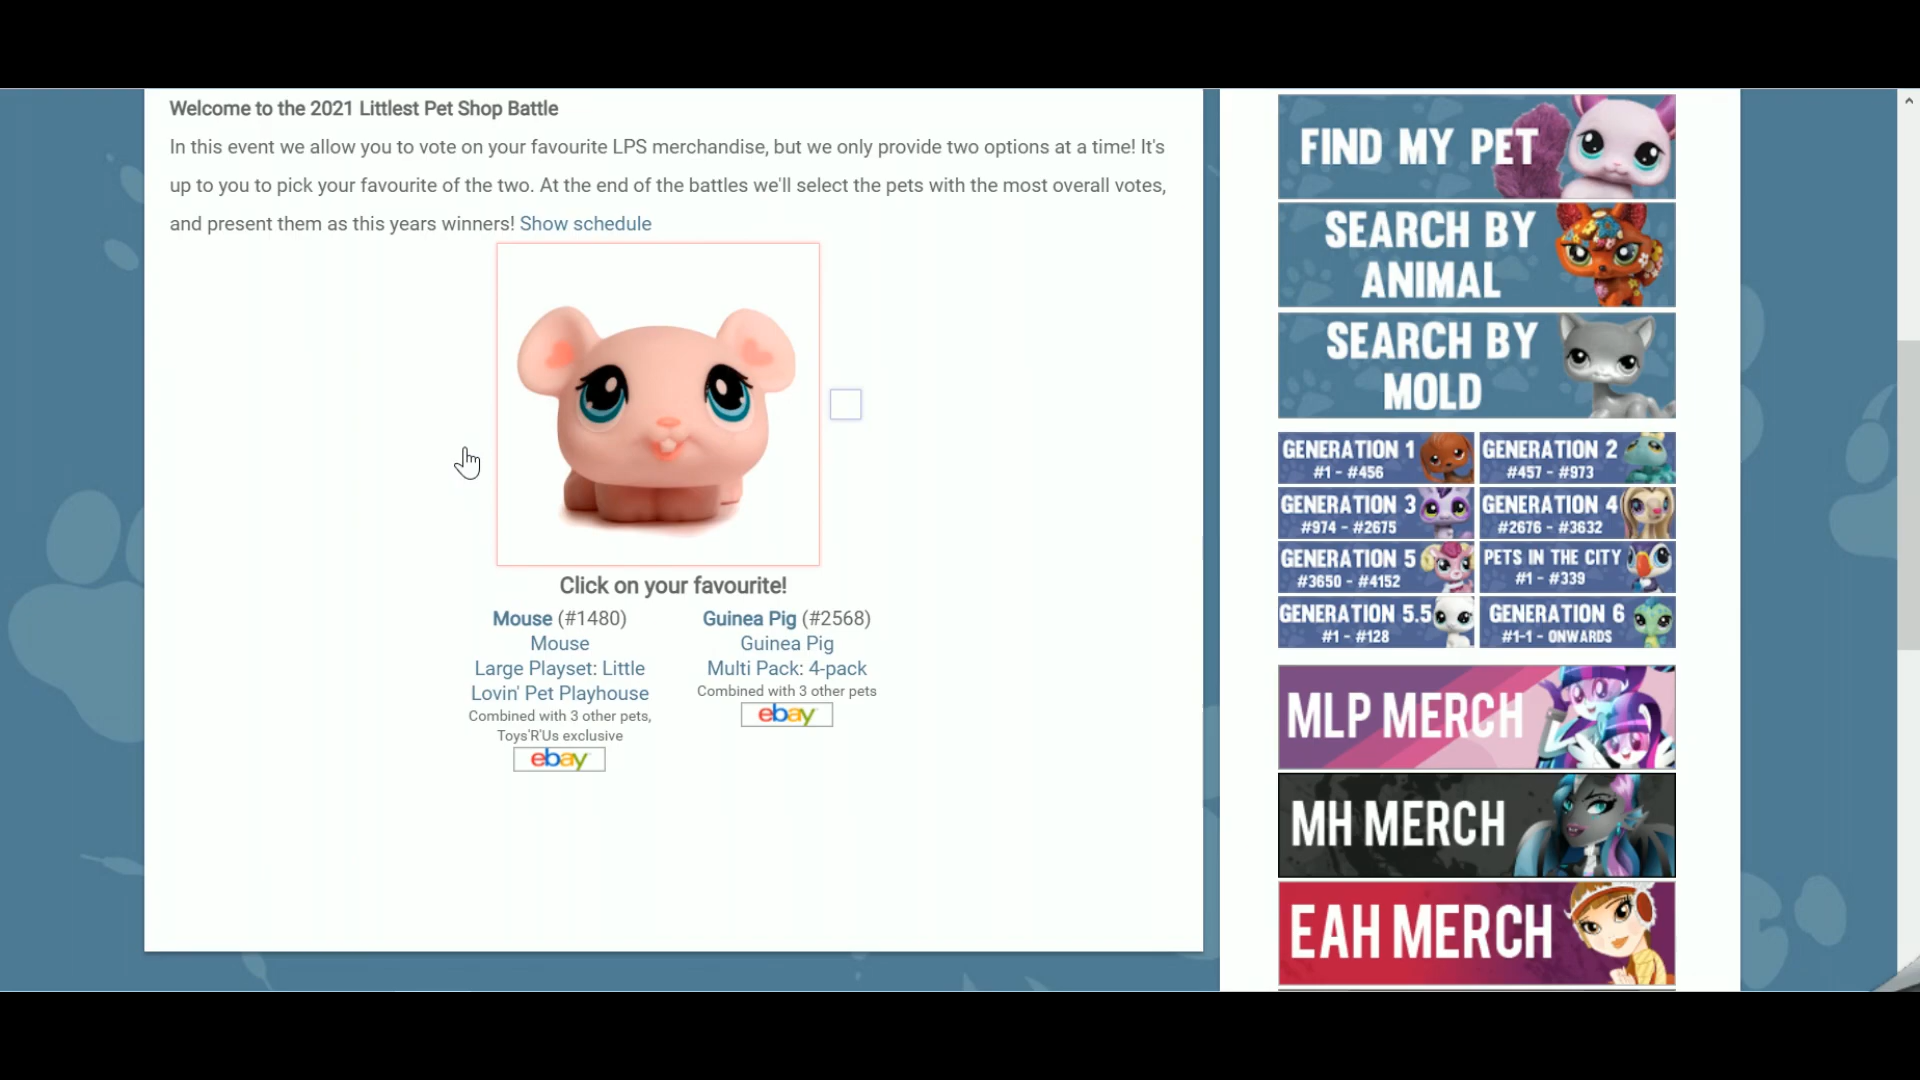 Welcome to the 2021 Littlest Pet Shop Battle
In this event we allow you to vote on your favourite LPS merchandise, but we only provide two options at a time! It's
up to you to pick your favourite of the two. At the end of the battles we'll select the pets with the most overall votes,
and present them as this years winners! Show schedule
Click on your favourite!
Mouse (#1480)
Mouse
Large Playset: Little
Lovin' Pet Playhouse
Combined with 3 other pets,
Toys'R'Us exclusive
ebay
Guinea Pig (#2568)
Guinea Pig
Multi Pack: 4-pack
Combined with 3 other pets
ebay
FIND MY PET
SEARCH BY
ANIMAL
SEARCH BY
MOLD
GENERATION 1
#1 - #456
GENERATION 2
#457 - #973
GENERATION 3
#974 - #2675
GENERATION 4
#2676 - #3632
GENERATION 5
#3650 - #4152
PETS IN THE CITY
#1 - #339
GENERATION 5.5
#1 - #128
GENERATION 6
#1-1 - ONWARDS
MLP MERCH
MH MERCH
EAH MERCH